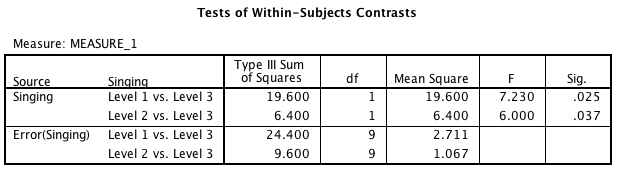 Tests of Within-Subjects Contrasts
Measure: MEASURE_1
Source Singing Type III Sum of Squares df Mean Square F Sig.
Singing Level 1 vs. Level 3 19.600 1 19.600 7.230 .025
Level 2 vs. Level 3 6.400 1 6.400 6.000 .037
Error(Singing) Level 1 vs. Level 3 24.400 9 2.711
Level 2 vs. Level 3 9.600 9 1.067